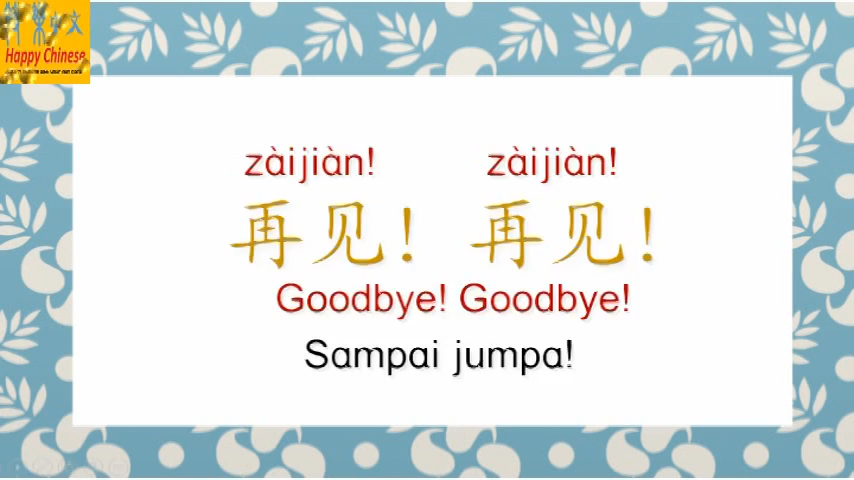 Happy Chinese
zàijiàn! zàijiàn!
再见! 再见!
Goodbye! Goodbye!
Sampai jumpa!